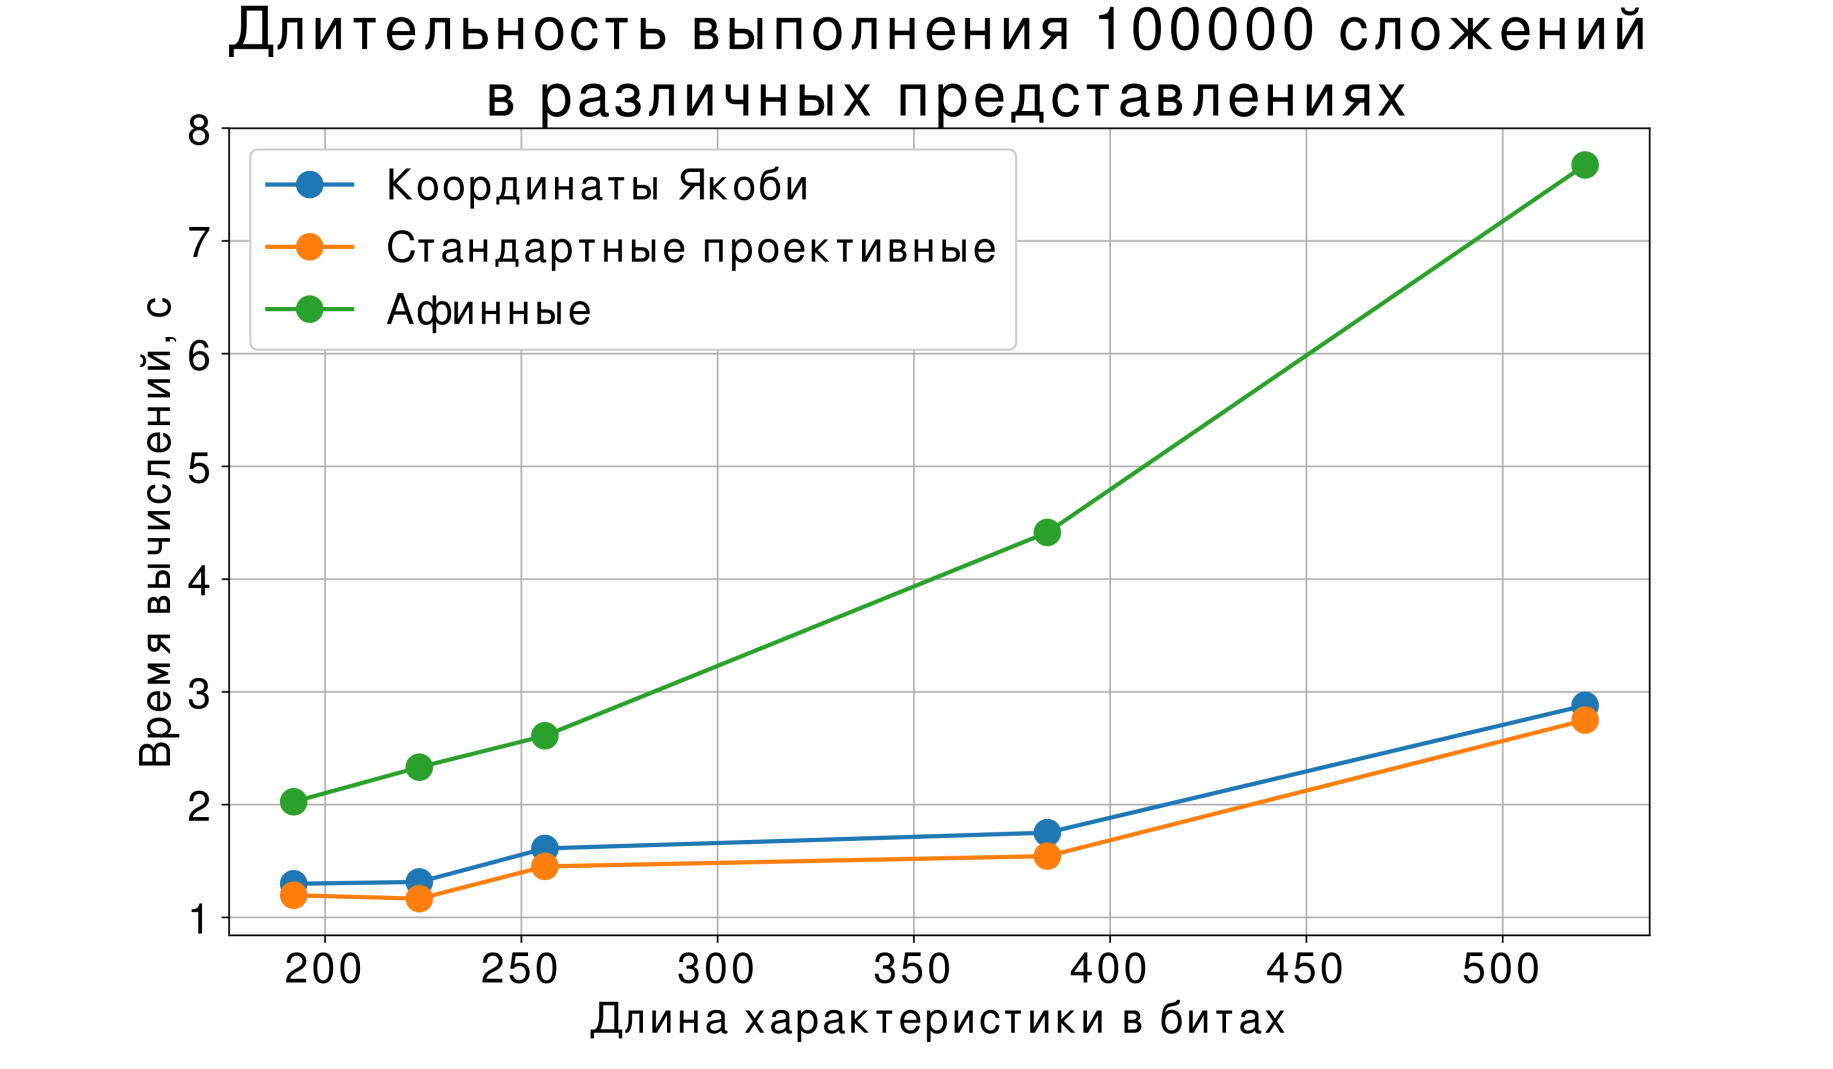 Длительность выполнения 100000 сложений
в различных представлениях
8
7
6
5
4
3
2
1
Время вычислений, с
Координаты Якоби
Стандартные проективные
Афинные
200 250 300 350 400 450 500
Длина характеристики в битах